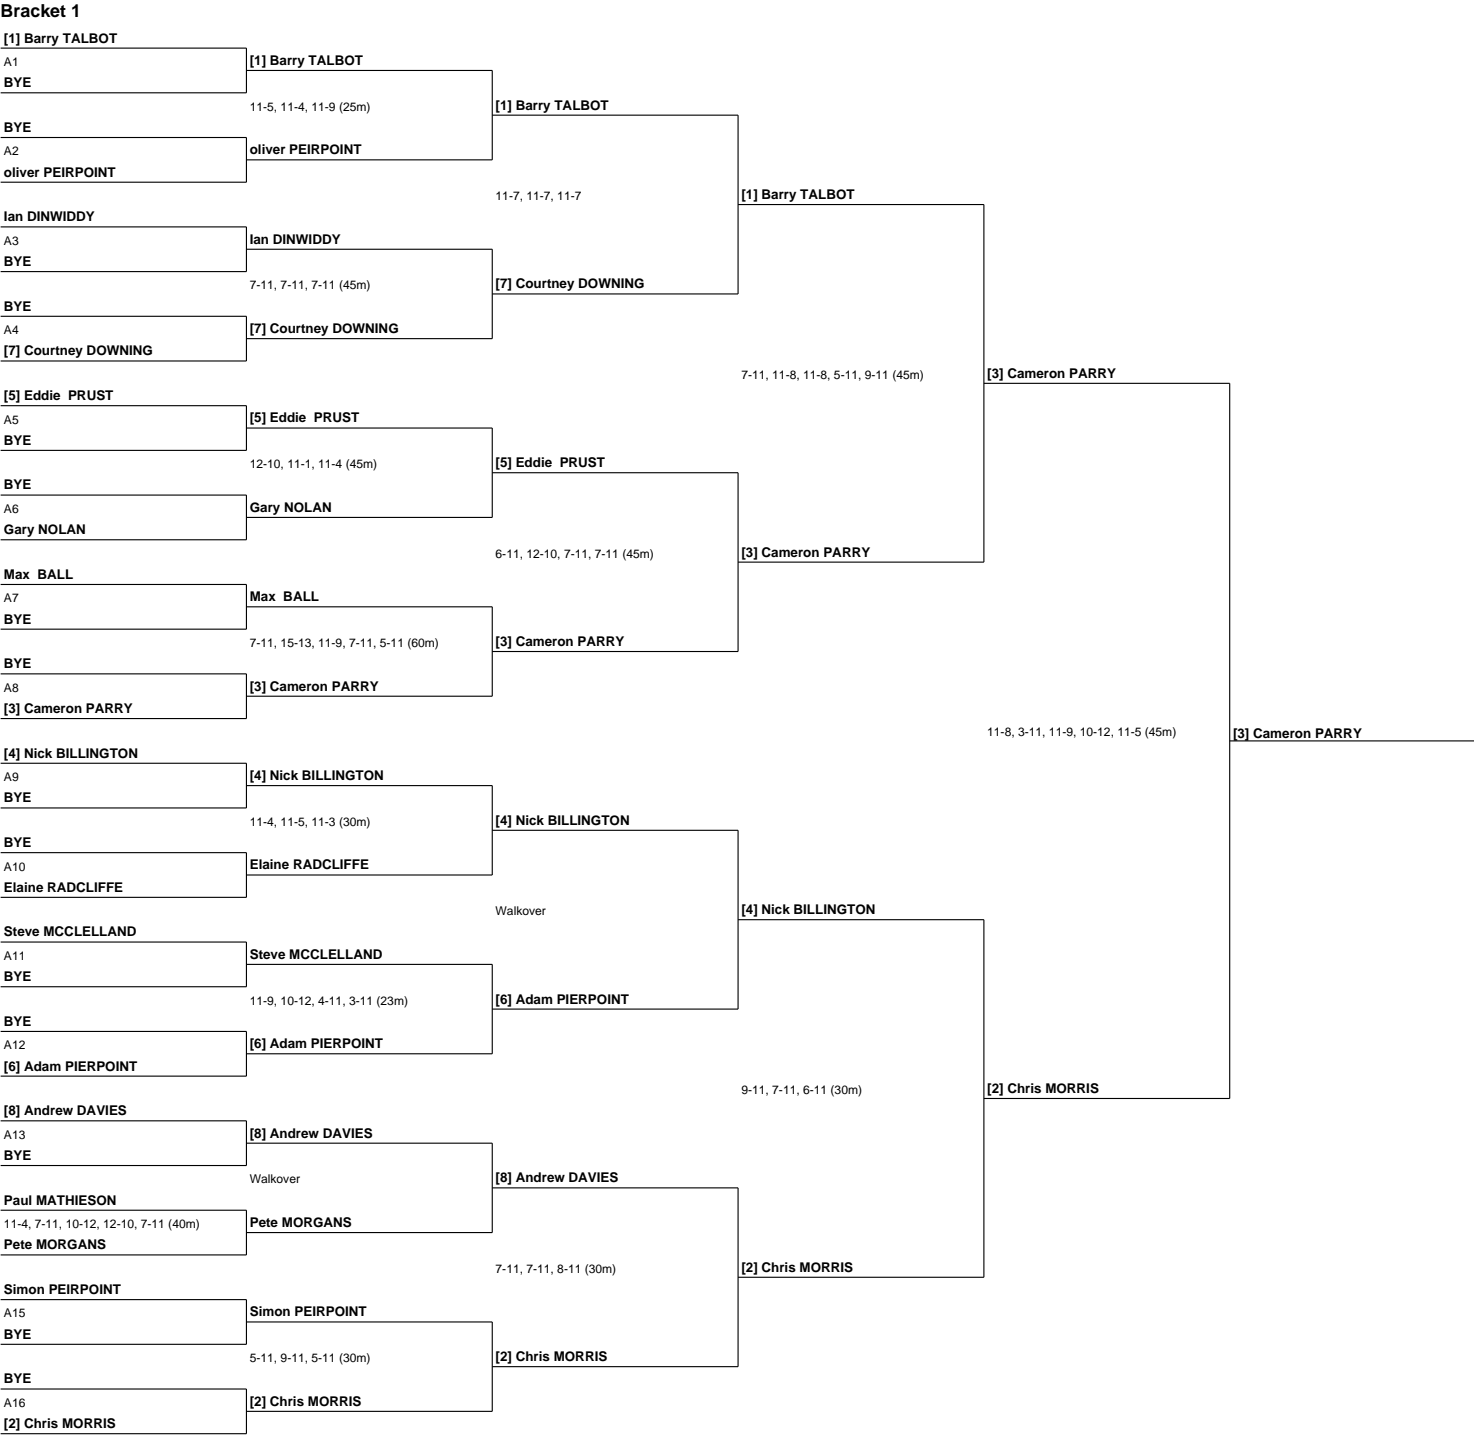 Bracket 1
[1] Barry TALBOT
A1
BYE
BYE
A2
oliver PEIRPOINT
Ian DINWIDDY
A3
BYE
BYE
A4
[7] Courtney DOWNING
[5] Eddie  PRUST
A5
BYE
BYE
A6
Gary NOLAN
Max  BALL
A7
BYE
BYE
A8
[3] Cameron PARRY
[4] Nick BILLINGTON
A9
BYE
BYE
A10
Elaine RADCLIFFE
Steve MCCLELLAND
A11
BYE
BYE
A12
[6] Adam PIERPOINT
[8] Andrew DAVIES
A13
BYE
Paul MATHIESON
11-4, 7-11, 10-12, 12-10, 7-11 (40m)
Pete MORGANS
Simon PEIRPOINT
A15
BYE
BYE
A16
[2] Chris MORRIS
[1] Barry TALBOT
11-5, 11-4, 11-9 (25m)
oliver PEIRPOINT
Ian DINWIDDY
7-11, 7-11, 7-11 (45m)
[7] Courtney DOWNING
[5] Eddie  PRUST
12-10, 11-1, 11-4 (45m)
Gary NOLAN
Max  BALL
7-11, 15-13, 11-9, 7-11, 5-11 (60m)
[3] Cameron PARRY
[4] Nick BILLINGTON
11-4, 11-5, 11-3 (30m)
Elaine RADCLIFFE
Steve MCCLELLAND
11-9, 10-12, 4-11, 3-11 (23m)
[6] Adam PIERPOINT
[8] Andrew DAVIES
Walkover
Pete MORGANS
Simon PEIRPOINT
5-11, 9-11, 5-11 (30m)
[2] Chris MORRIS
[1] Barry TALBOT
11-7, 11-7, 11-7
[7] Courtney DOWNING
[5] Eddie  PRUST
6-11, 12-10, 7-11, 7-11 (45m)
[3] Cameron PARRY
[4] Nick BILLINGTON
Walkover
[6] Adam PIERPOINT
[8] Andrew DAVIES
7-11, 7-11, 8-11 (30m)
[2] Chris MORRIS
[1] Barry TALBOT
7-11, 11-8, 11-8, 5-11, 9-11 (45m)
[3] Cameron PARRY
[4] Nick BILLINGTON
9-11, 7-11, 6-11 (30m)
[2] Chris MORRIS
[3] Cameron PARRY
11-8, 3-11, 11-9, 10-12, 11-5 (45m)
[2] Chris MORRIS
[3] Cameron PARRY